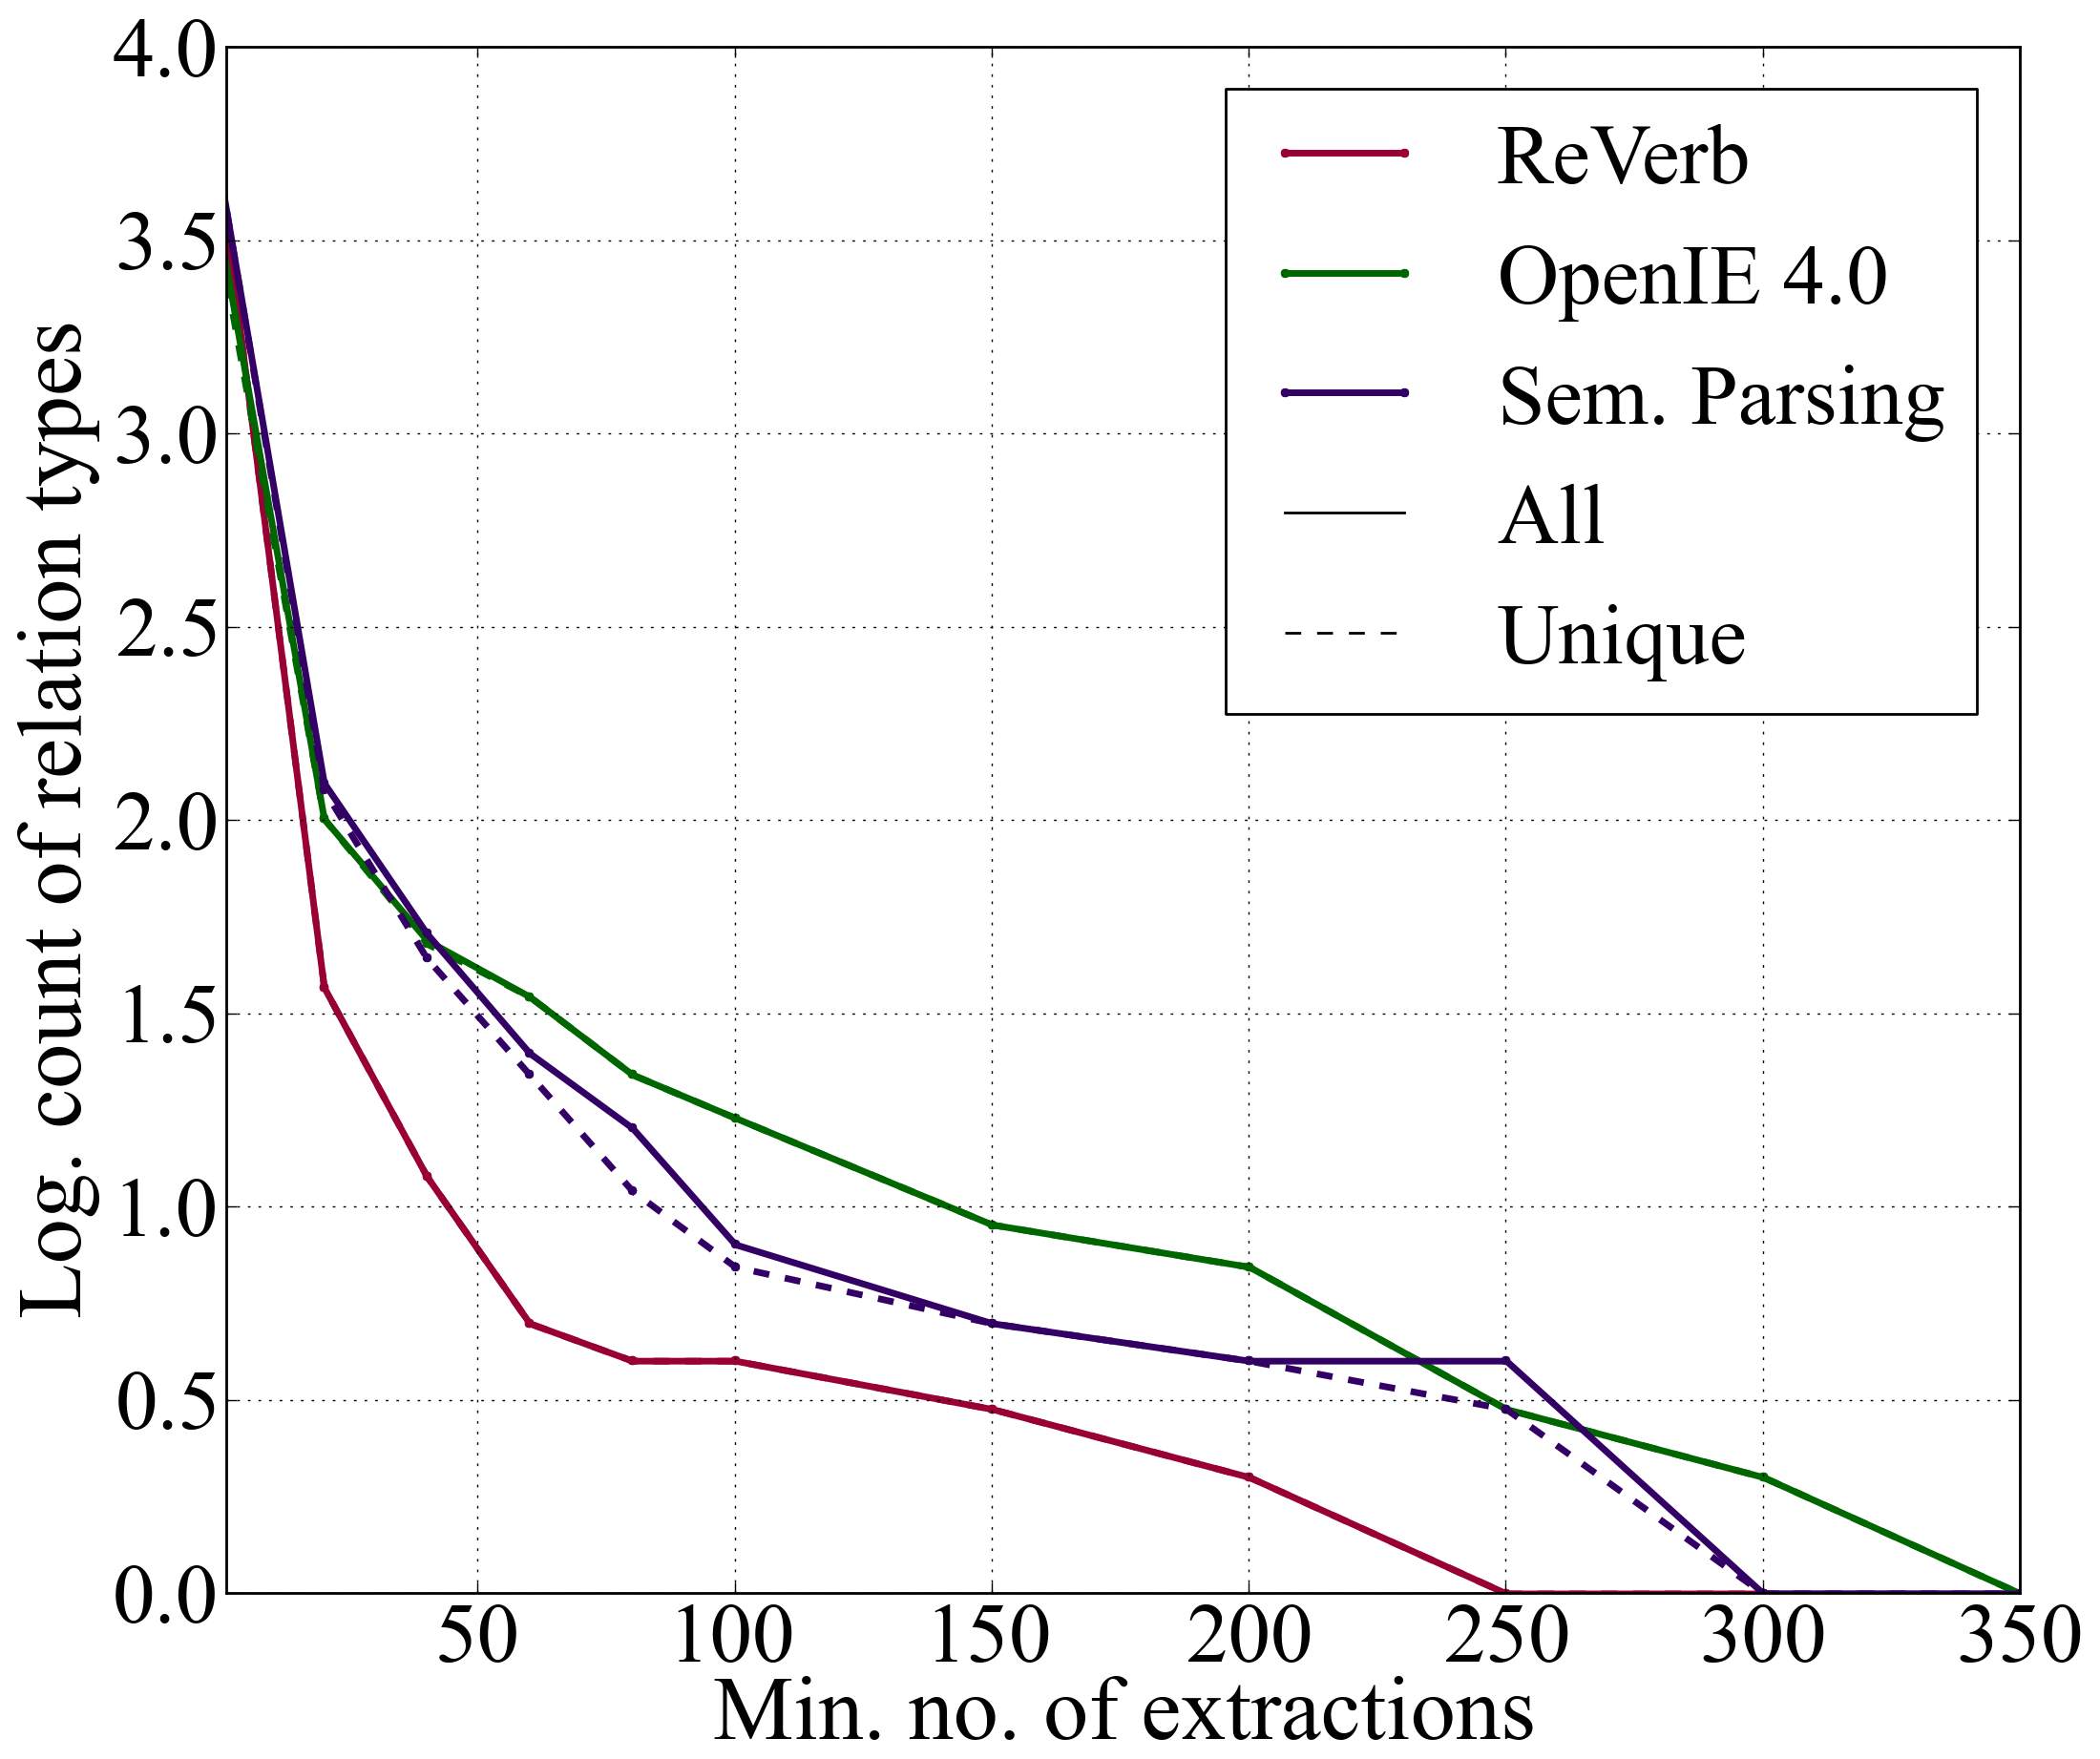 4.0
3.5
3.0
2.5
2.0
1.5
1.0
0.5
0.0
Log. count of relation types
ReVerb
OpenIE 4.0
Sem. Parsing
All
Unique
50 100 150 200 250 300 350
Min. no. of extractions